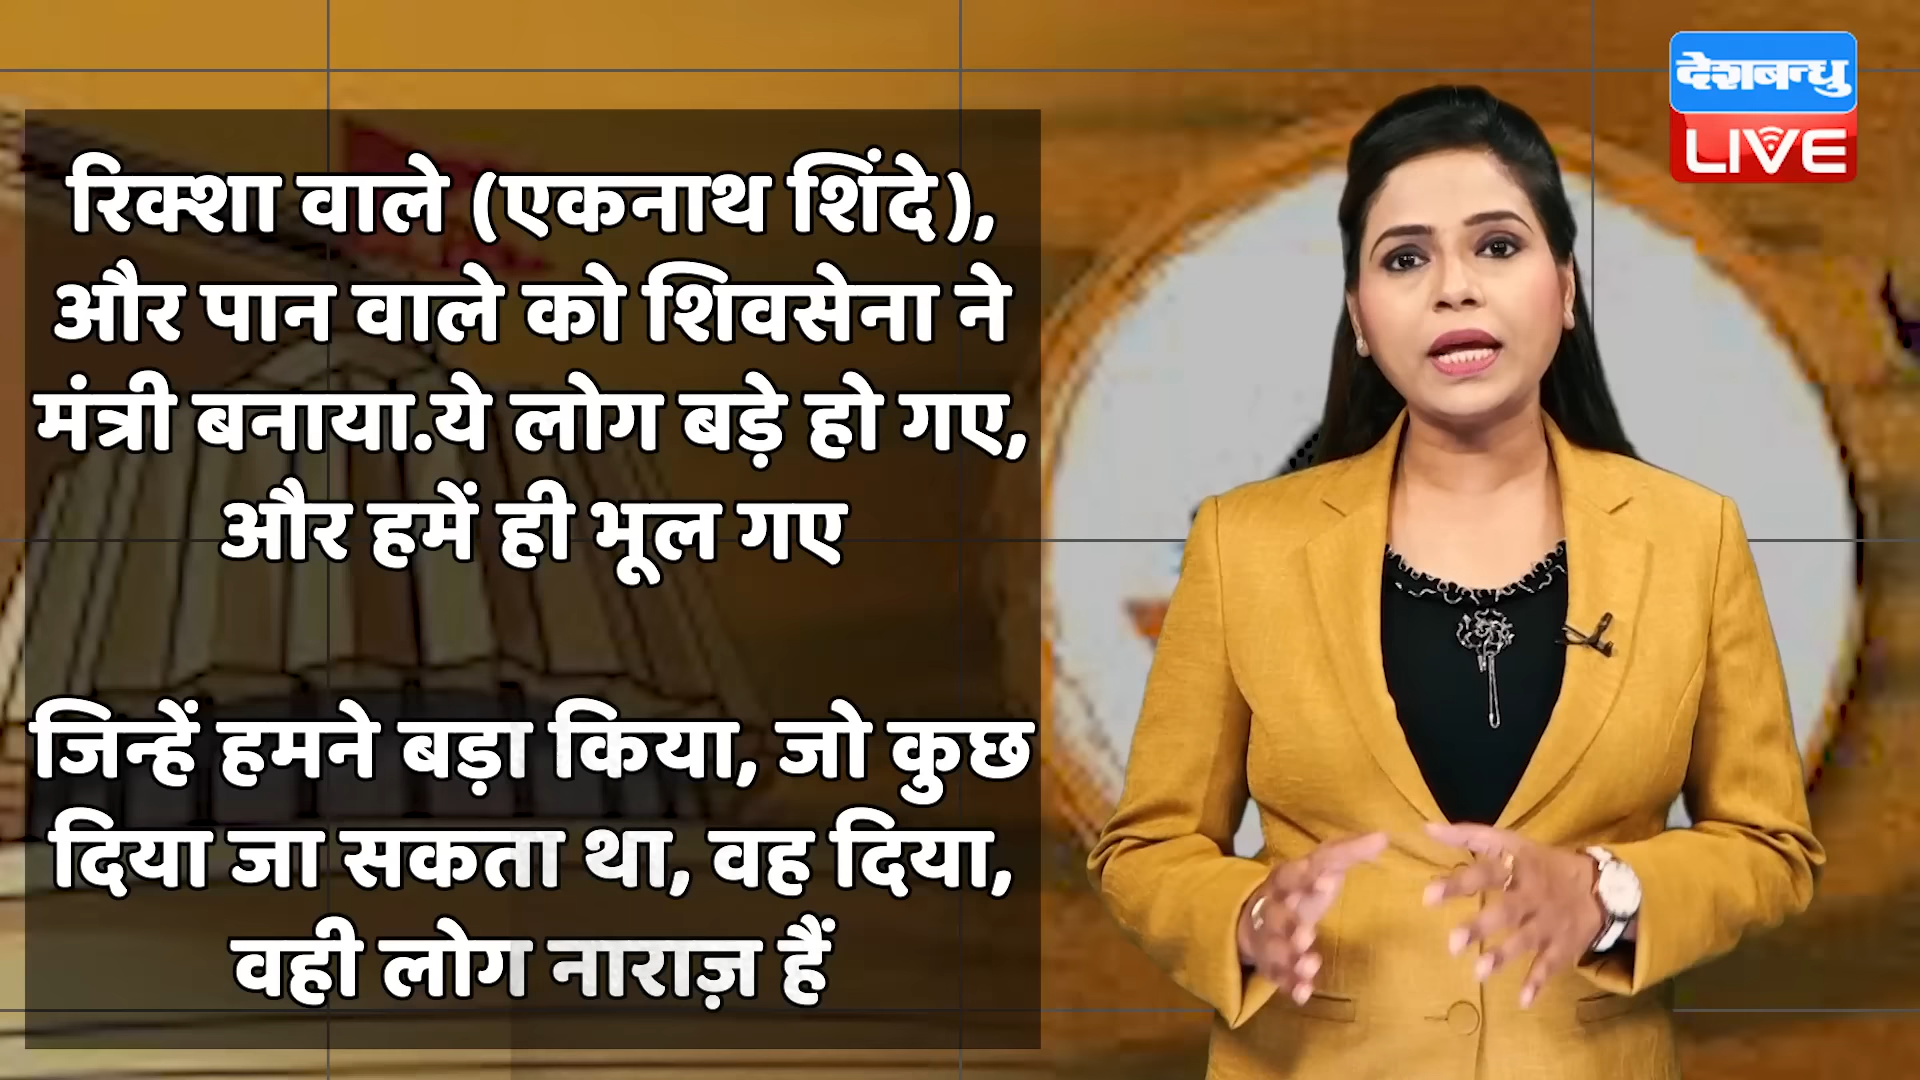 रिक्शा वाले (एकनाथ शिंदे),
और पान वाले को शिवसेना ने
मंत्री बनाया.ये लोग बड़े हो गए,
और हमें ही भूल गए
जिन्हें हमने बड़ा किया, जो कुछ
दिया जा सकता था, वह दिया,
वही लोग नाराज़ हैं
देशबन्धु
LIVE